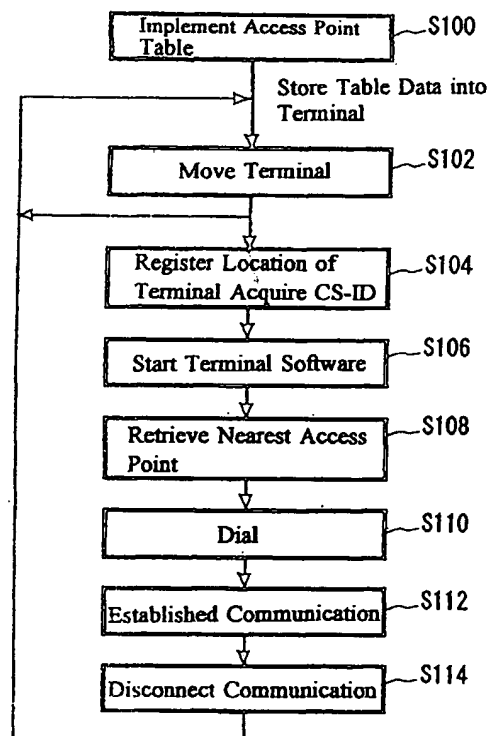 Implement Access Point
Table
S100
Store Table Data into
Terminal
Move Terminal
S102
Register Location of
Terminal Acquire CS-ID
S104
Start Terminal Software
S106
Retrieve Nearest Access
Point
S108
Dial
S110
Established Communication
S112
Disconnect Communication
S114